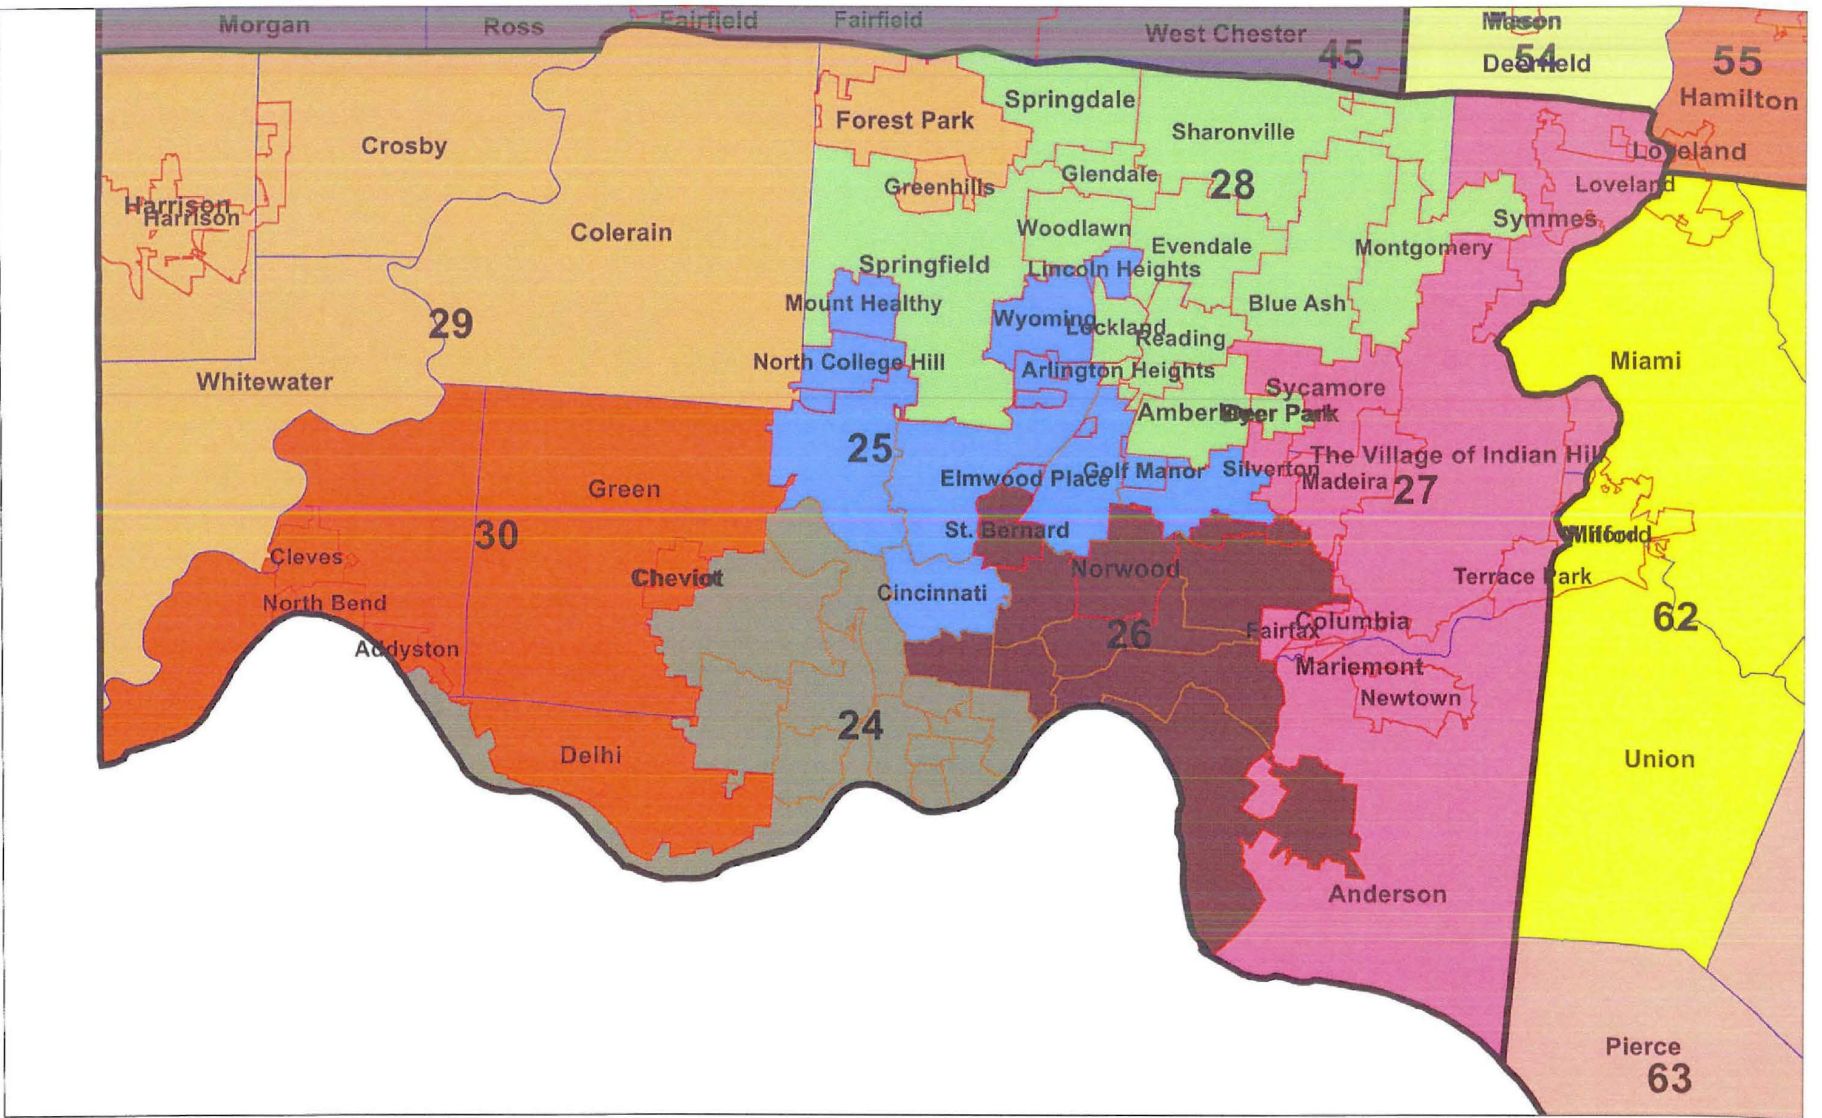 Morgan
Ross
Fairfield
Fairfield
West Chester
45
Mason
54
Deerfield
55
Hamilton
Springdale
Forest Park
Sharonville
Crosby
Loveland
Glendale
28
Loveland
Greenhills
Harrison
Harrison
Symmes
Colerain
Woodlawn
Evendale
Montgomery
Springfield
Lincoln Heights
Mount Healthy
Blue Ash
29
Wyoming
Lockland
Reading
North College Hill
Miami
Arlington Heights
Whitewater
Sycamore
Amberley
Deer Park
25
The Village of Indian Hill
Golf Manor
Silverton
Elmwood Place
Madeira
27
Green
30
St. Bernard
Milford
Cleves
Norwood
Cheviot
Terrace Park
Cincinnati
North Bend
62
Columbia
Fairfax
26
Addyston
Mariemont
Newtown
24
Delhi
Union
Anderson
Pierce
63